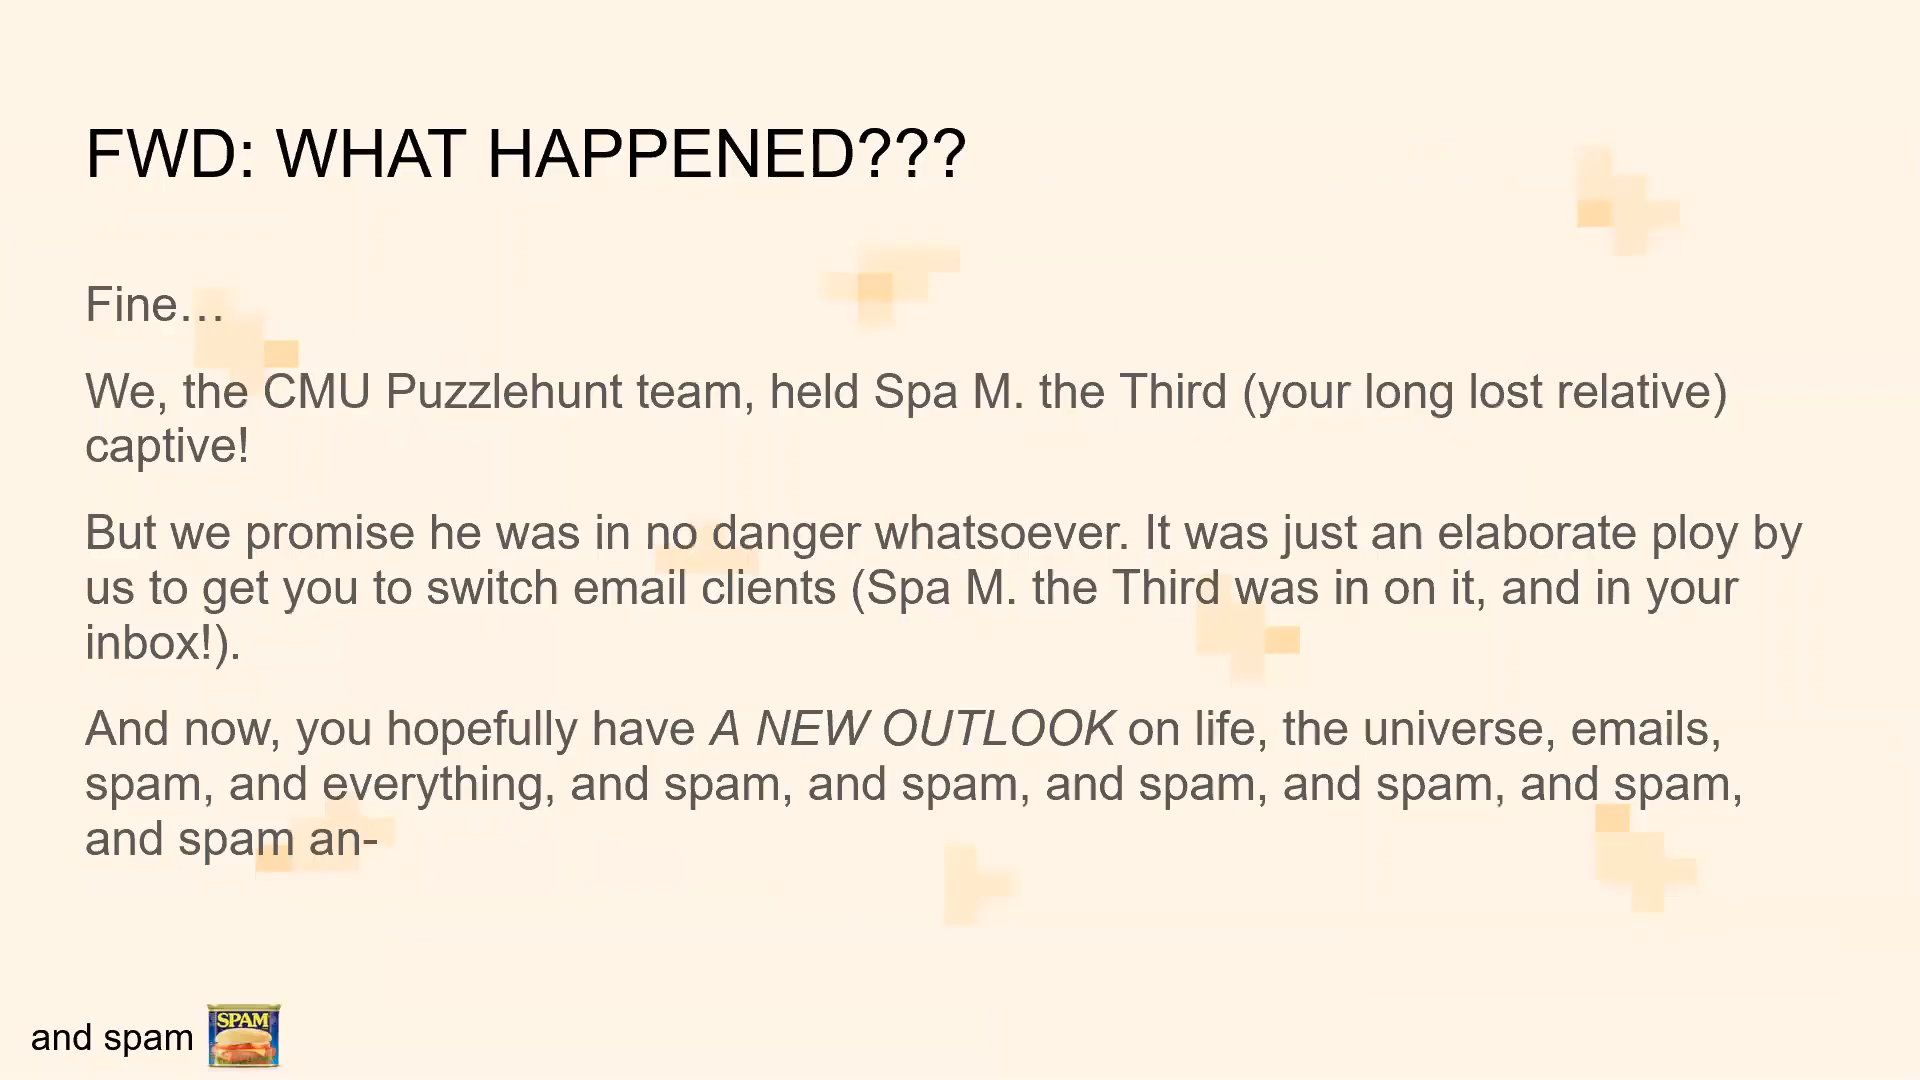 FWD: WHAT HAPPENED???
Fine…
We, the CMU Puzzlehunt team, held Spa M. the Third (your long lost relative)
captive!
But we promise he was in no danger whatsoever. It was just an elaborate ploy by
us to get you to switch email clients (Spa M. the Third was in on it, and in your
inbox!).
And now, you hopefully have A NEW OUTLOOK on life, the universe, emails,
spam, and everything, and spam, and spam, and spam, and spam, and spam,
and spam an-
and spam
SPAM